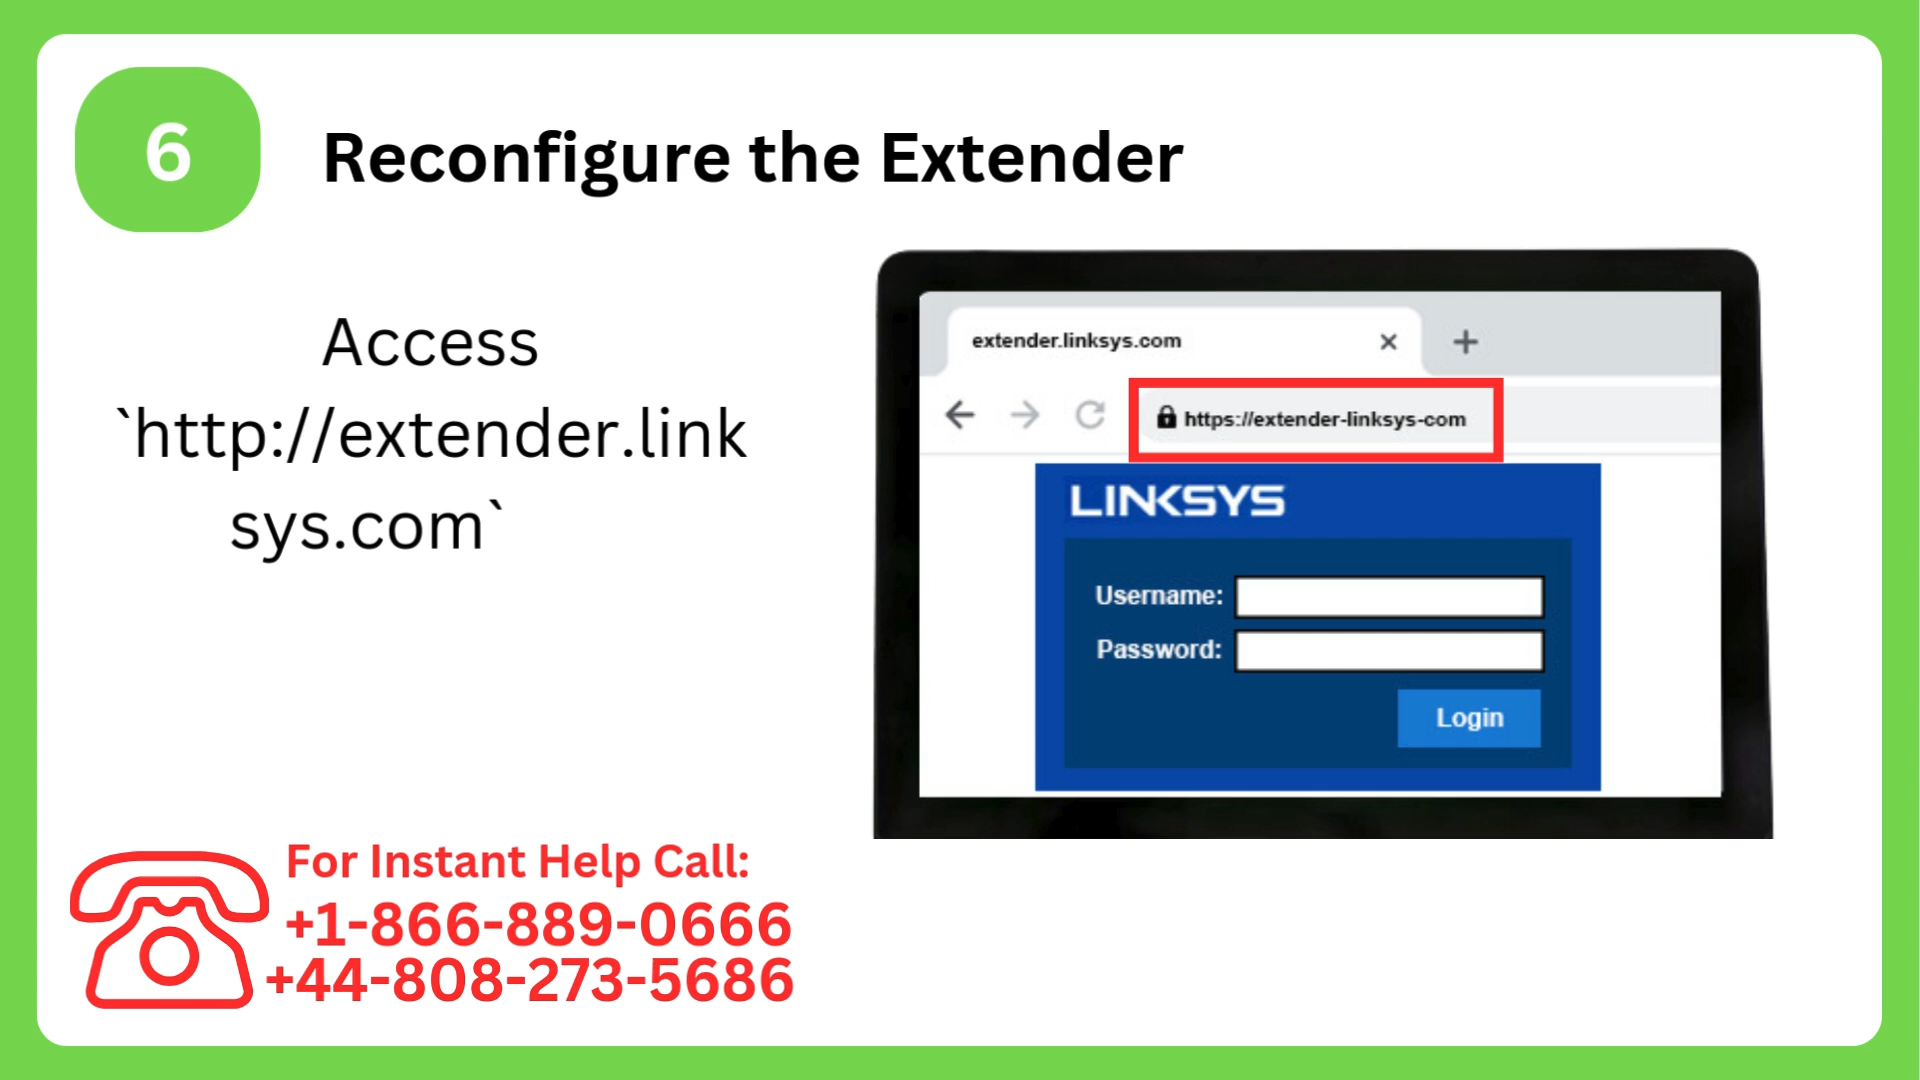 6
Reconfigure the Extender
Access
`http://extender.link
sys.com`
extender.linksys.com
https://extender-linksys-com
LINKSYS
Username:
Password:
Login
For Instant Help Call:
+1-866-889-0666
+44-808-273-5686